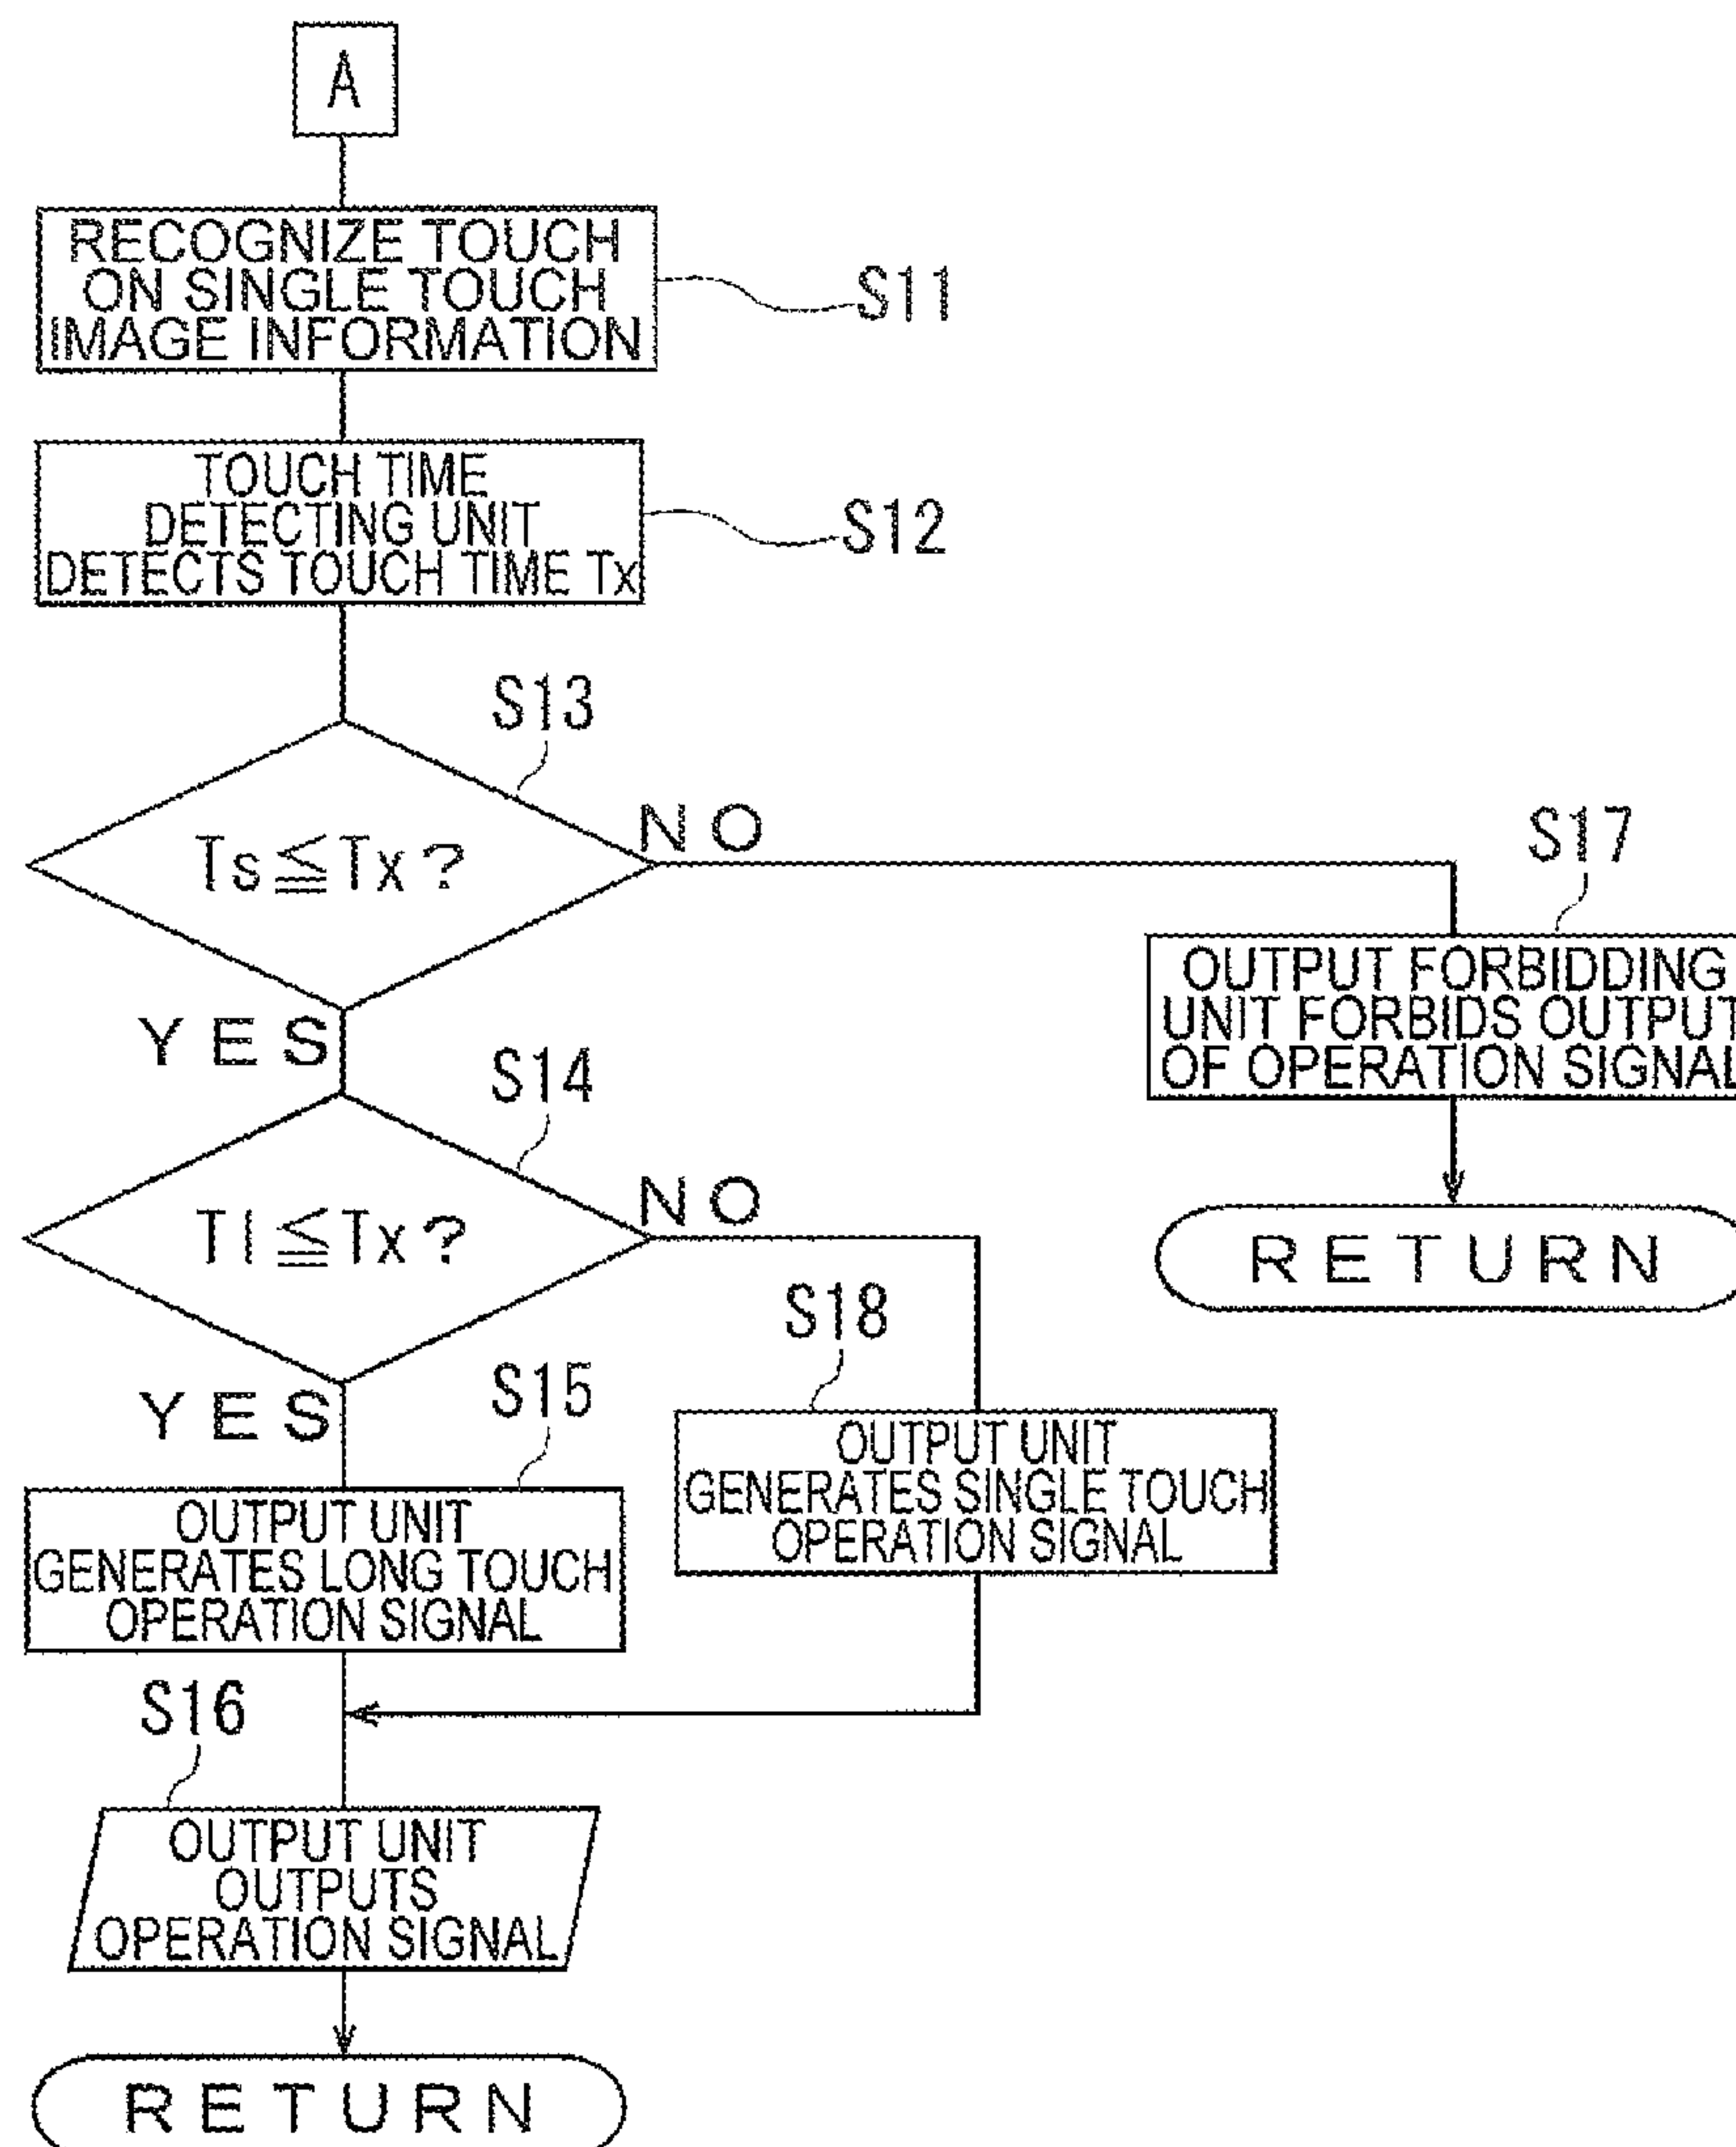 A
RECOGNIZE TOUCH
ON SINGLE TOUCH
IMAGE INFORMATION
S11
TOUCH TIME
DETECTING UNIT
DETECTS TOUCH TIME Tx
S12
S13
Ts≦Tx?
NO
YES
S17
OUTPUT FORBIDDING
UNIT FORBIDS OUTPUT
OF OPERATION SIGNAL
RETURN
S14
Tl≦Tx?
NO
YES
S18
OUTPUT UNIT
GENERATES SINGLE TOUCH
OPERATION SIGNAL
S15
OUTPUT UNIT
GENERATES LONG TOUCH
OPERATION SIGNAL
S16
OUTPUT UNIT
OUTPUTS
OPERATION SIGNAL
RETURN